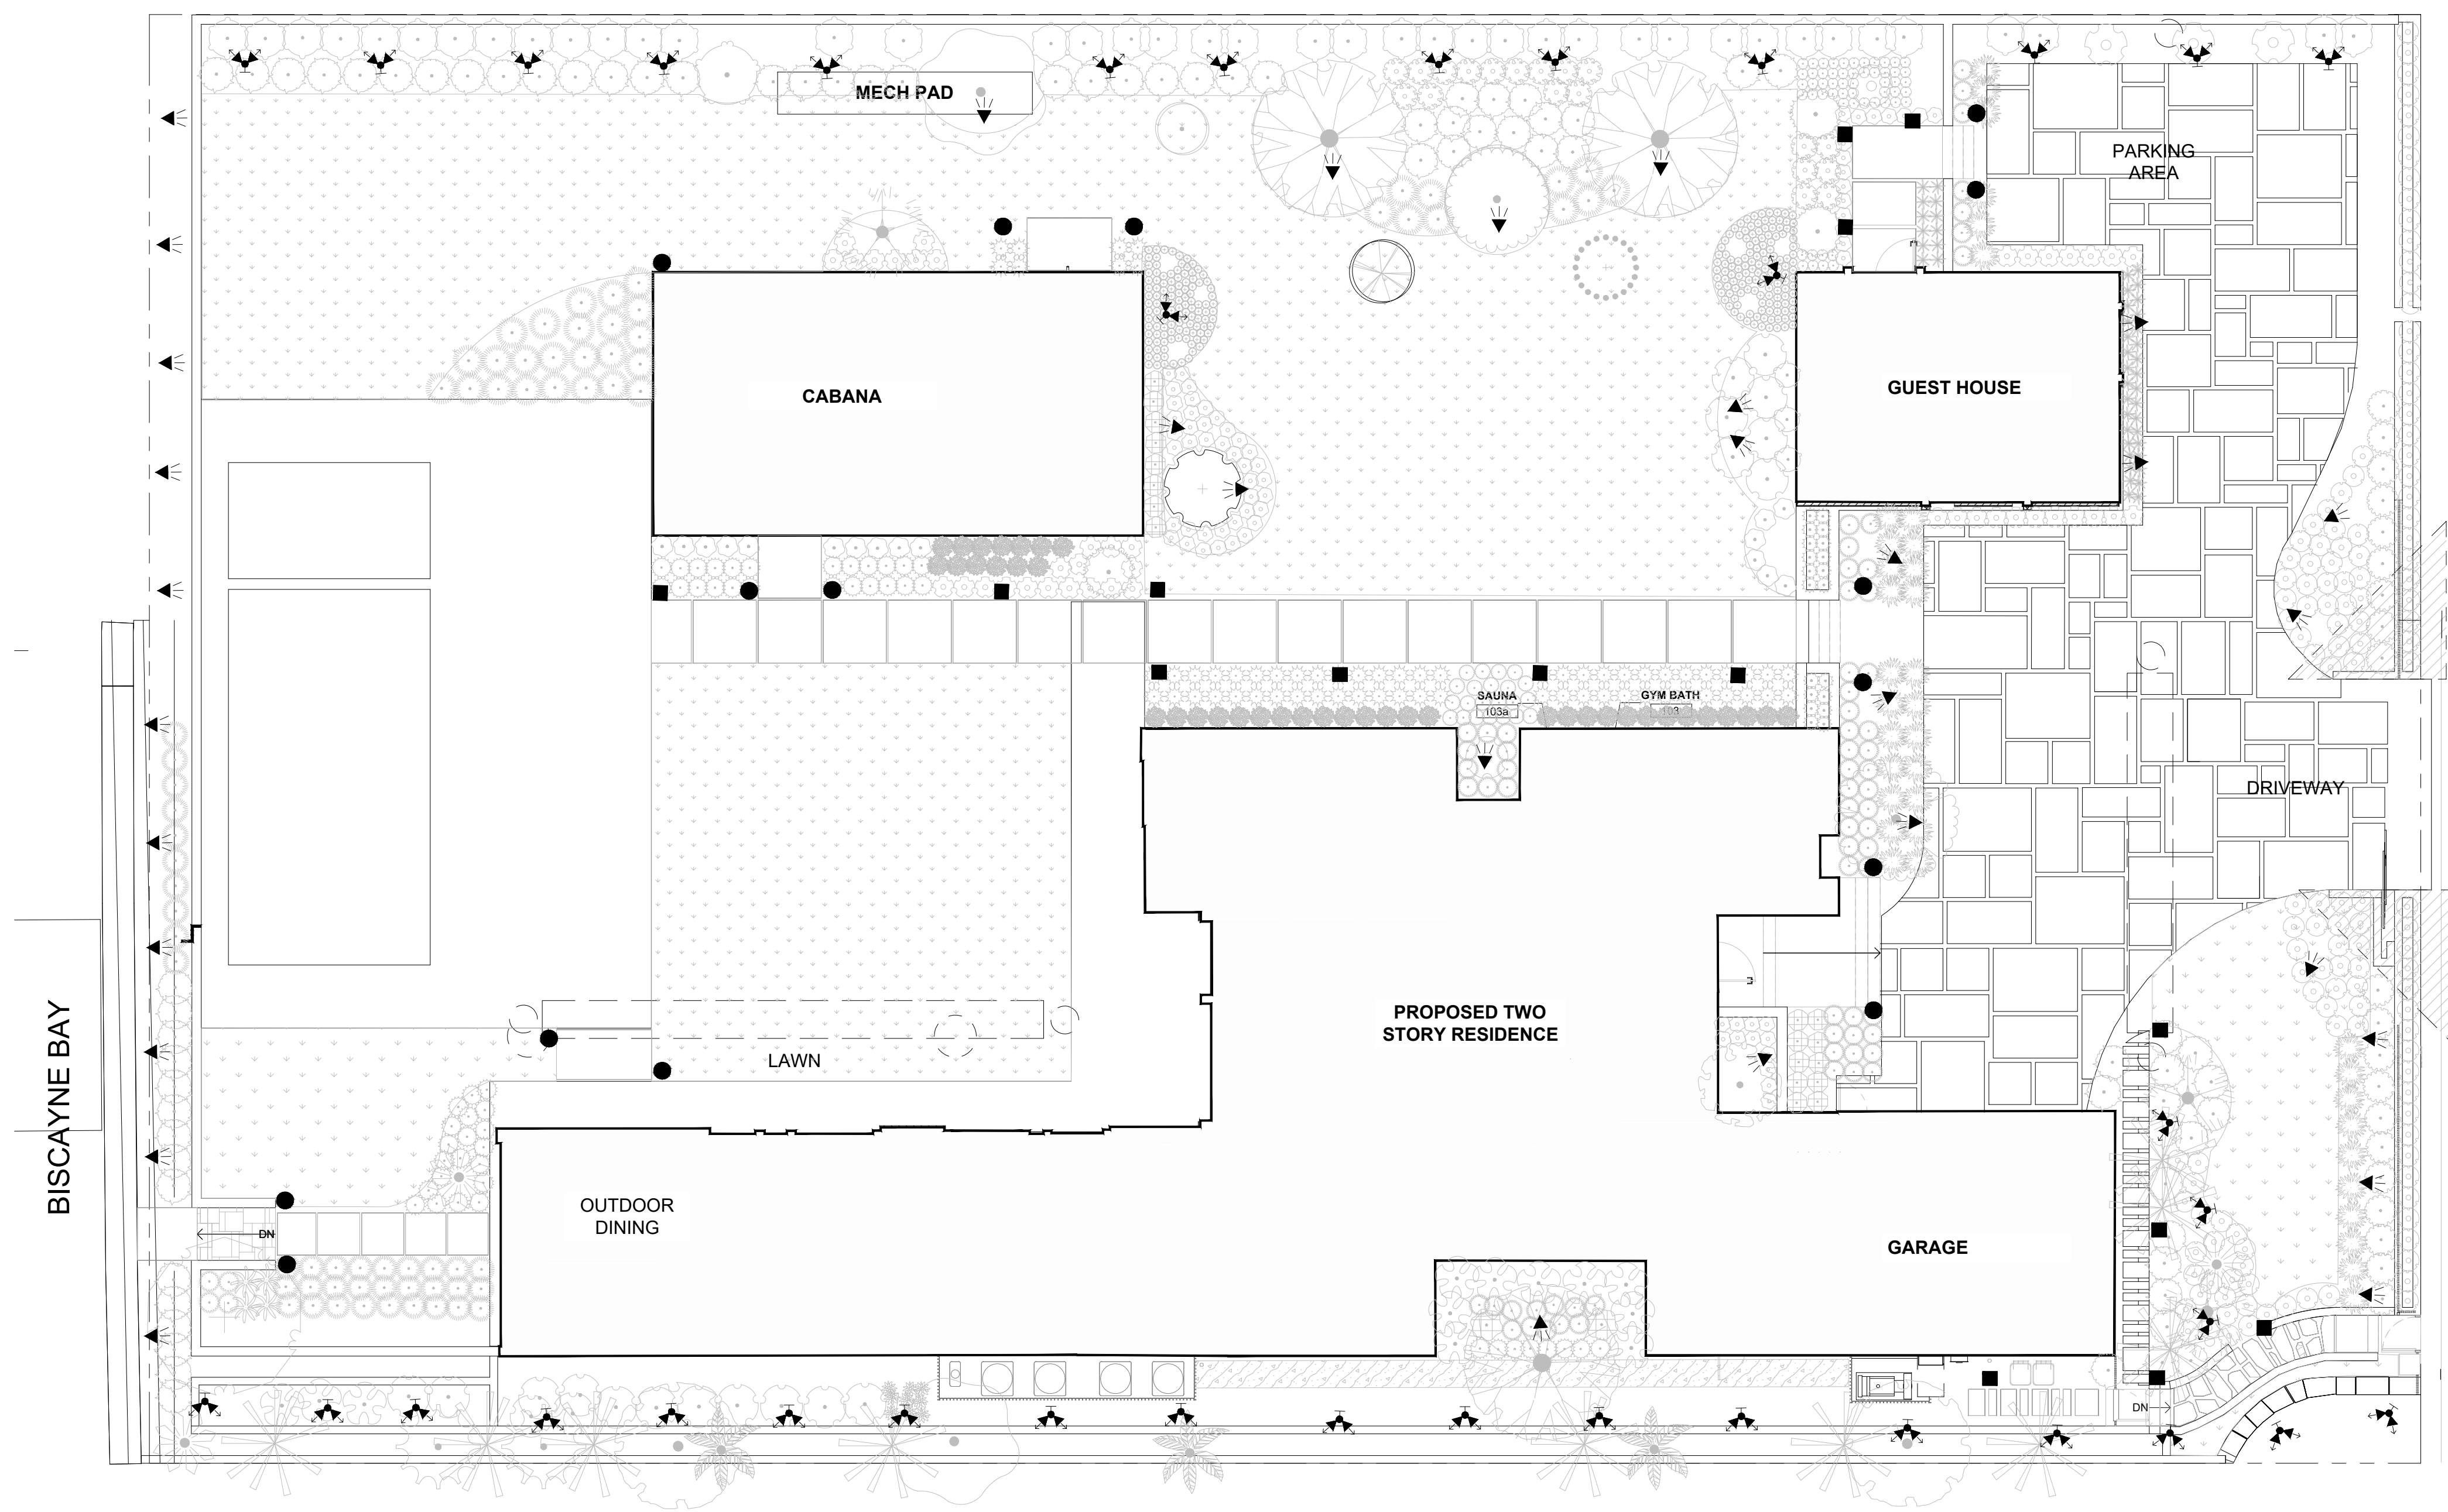 MECH PAD
PARKING
AREA
CABANA
GUEST HOUSE
SAUNA
103a
GYM BATH
103
DRIVEWAY
BISCAYNE BAY
LAWN
PROPOSED TWO
STORY RESIDENCE
OUTDOOR
DINING
DN
GARAGE
DN